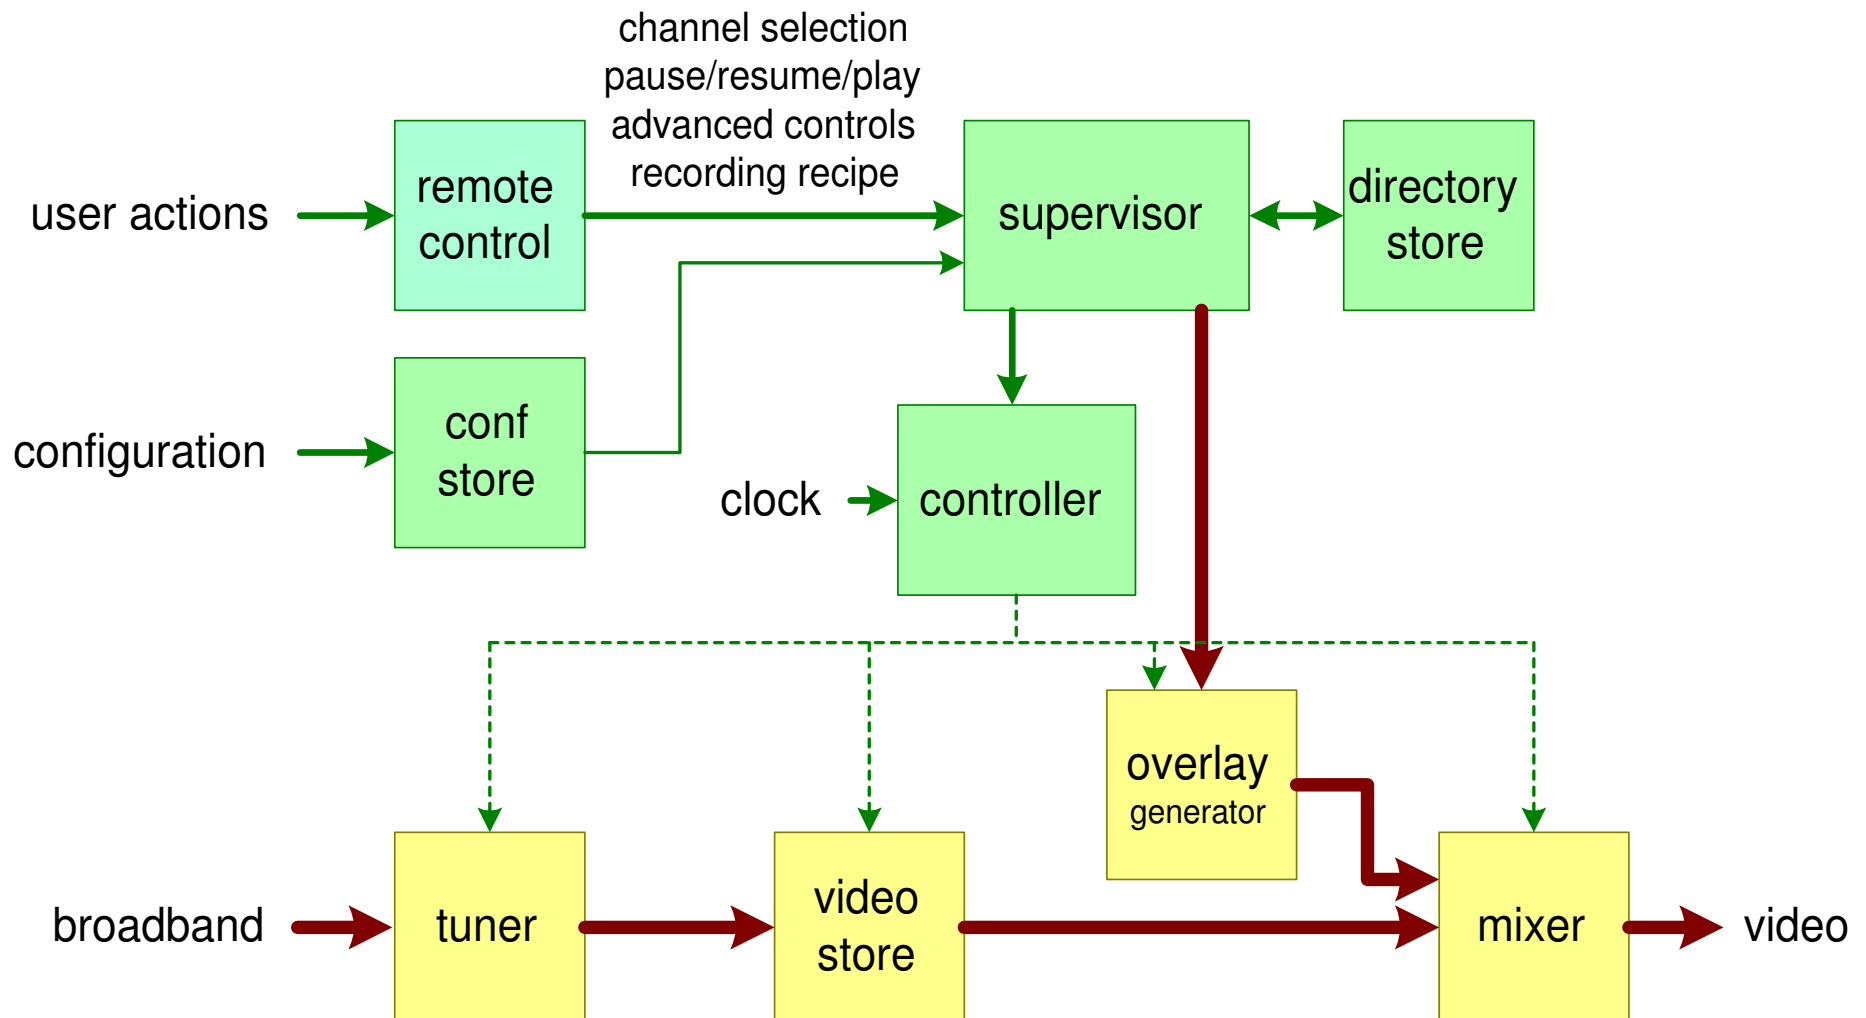 channel selection
pause/resume/play
advanced controls
recording recipe
user actions
remote
control
supervisor
directory
store
configuration
conf
store
clock
controller
overlay
generator
broadband
tuner
video
store
mixer
video